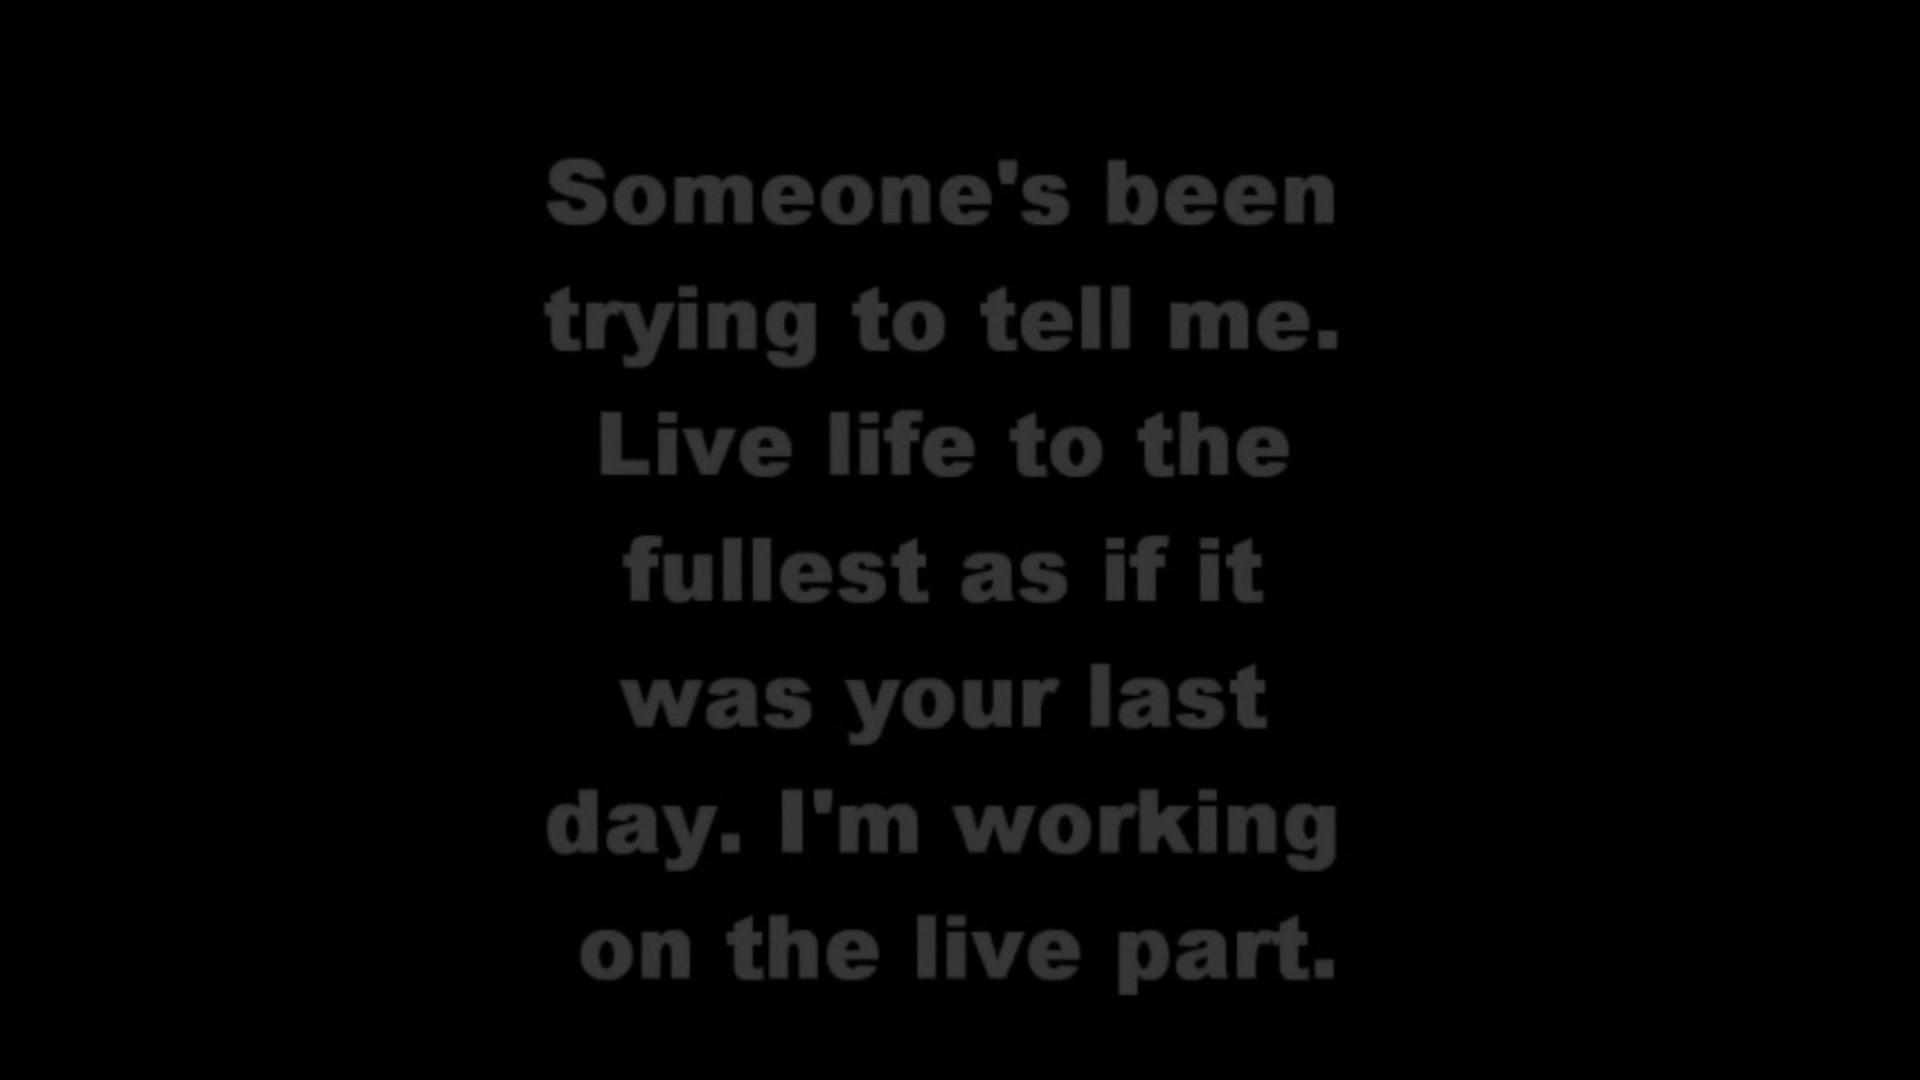 Someone's been
trying to tell me.
Live life to the
fullest as if it
was your last
day. I'm working
on the live part.